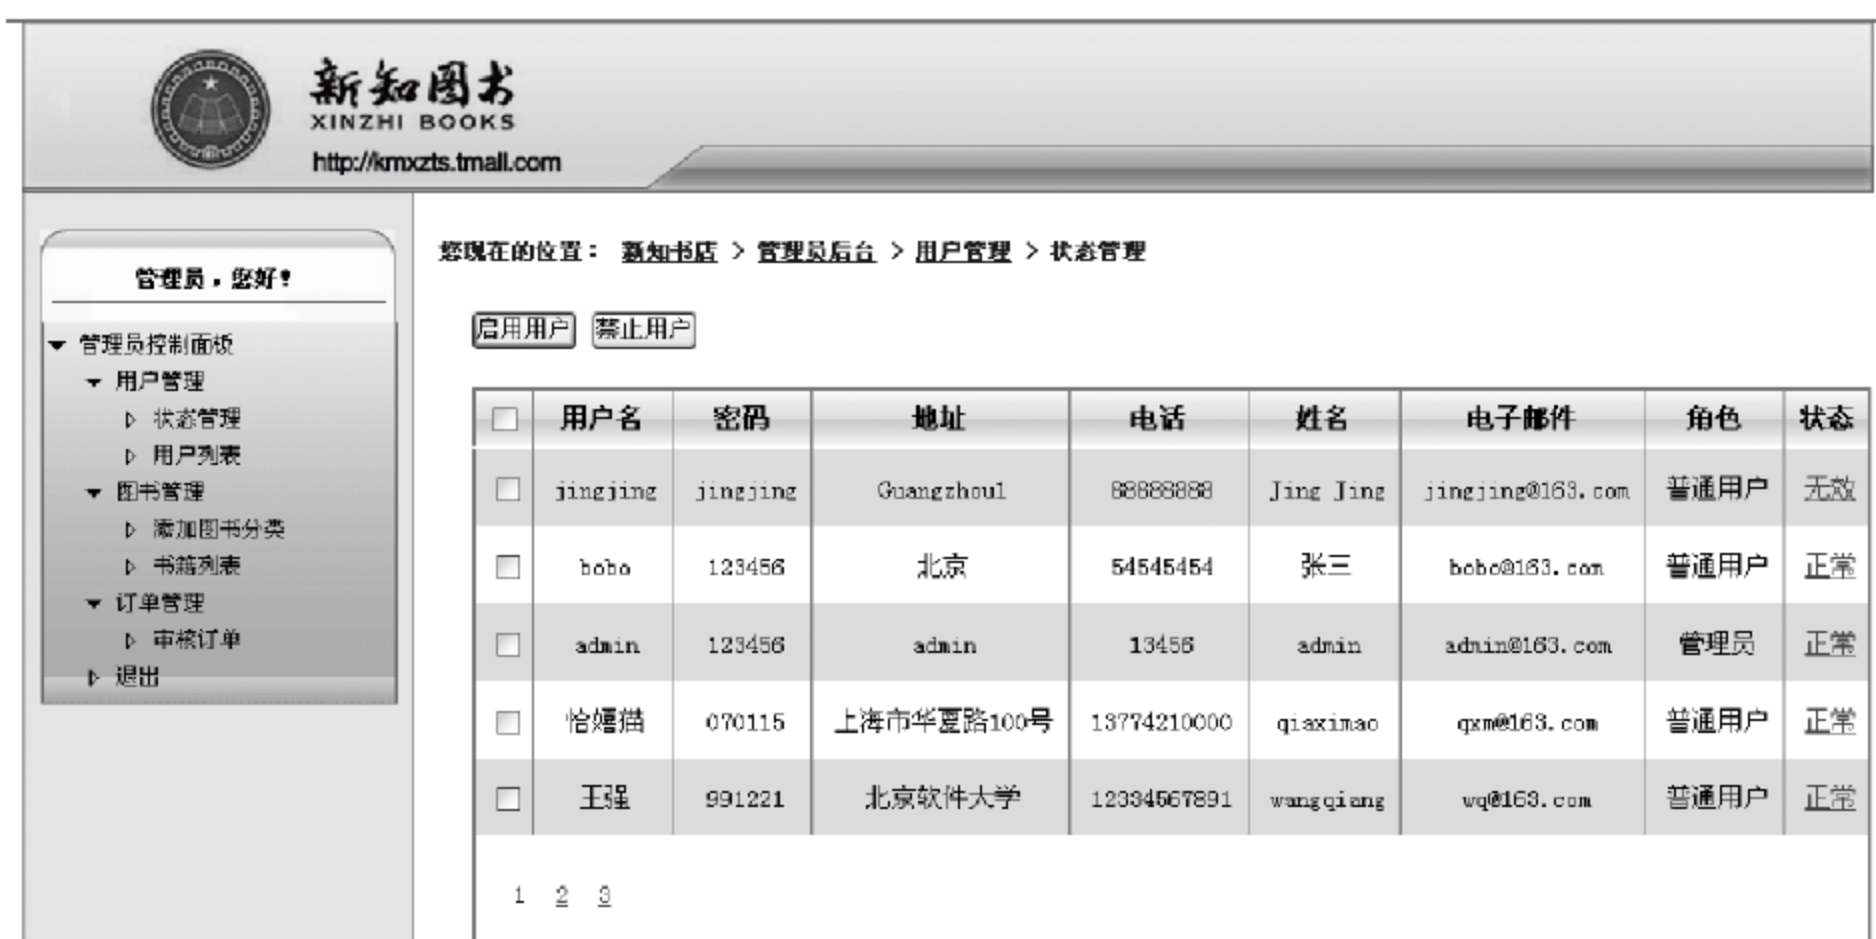 新知图书
XINZHI BOOKS
http://kmxzts.tmall.com
管理员，您好！
管理员控制面板
用户管理
状态管理
用户列表
图书管理
添加图书分类
书籍列表
订单管理
审核订单
退出
您现在的位置： 新知书店 > 管理员后台 > 用户管理 > 状态管理
启用用户 禁止用户
用户名 密码 地址 电话 姓名 电子邮件 角色 状态
jingjing jingjing Guangzhou1 88888888 Jing Jing jingjing@163.com 普通用户 无效
bobo 123456 北京 54545454 张三 bobo@163.com 普通用户 正常
admin 123456 admin 13456 admin admin@163.com 管理员 正常
恰嬉猫 070115 上海市华夏路100号 13774210000 qiaximao qxm@163.com 普通用户 正常
王强 991221 北京软件大学 12334567891 wangqiang wq@163.com 普通用户 正常
1 2 3